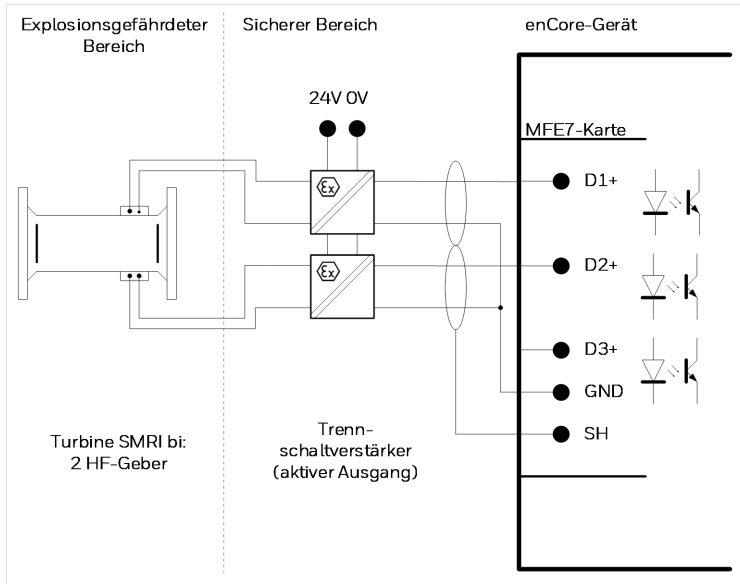 Explosionsgefährdeter
Bereich
Sicherer Bereich
enCore-Gerät
24V 0V
MFE7-Karte
Ex
D1+
Ex
D2+
D3+
GND
SH
Turbine SMRI bi:
2 HF-Geber
Trenn-
schaltverstärker
(aktiver Ausgang)